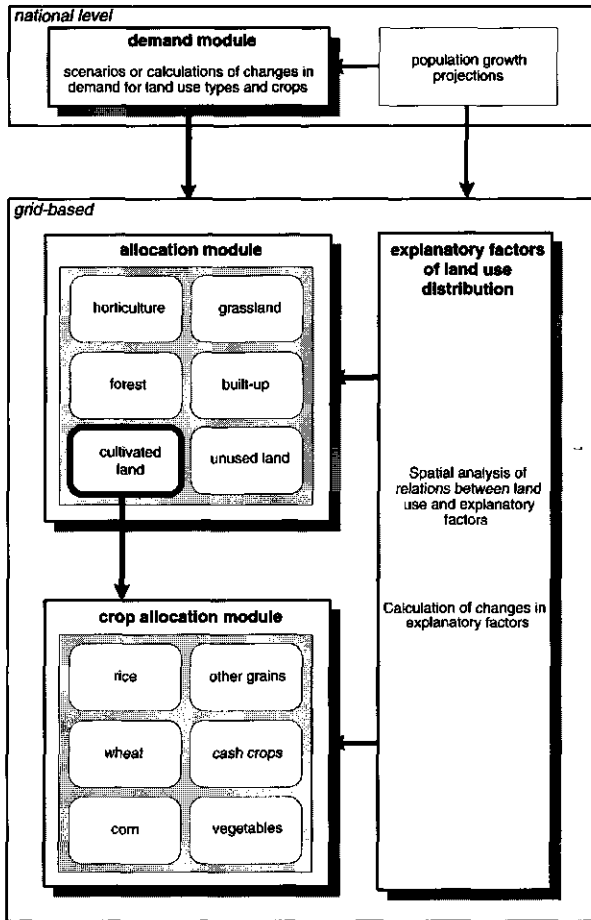 national level
demand module
scenarios or calculations of changes in
demand for land use types and crops
population growth
projections
grid-based
allocation module
horticulture
grassland
forest
built-up
cultivated
land
unused land
explanatory factors
of land use
distribution
Spatial analysis of
relations between land
use and explanatory
factors
Calculation of changes in
explanatory factors
crop allocation module
rice
other grains
wheat
cash crops
corn
vegetables